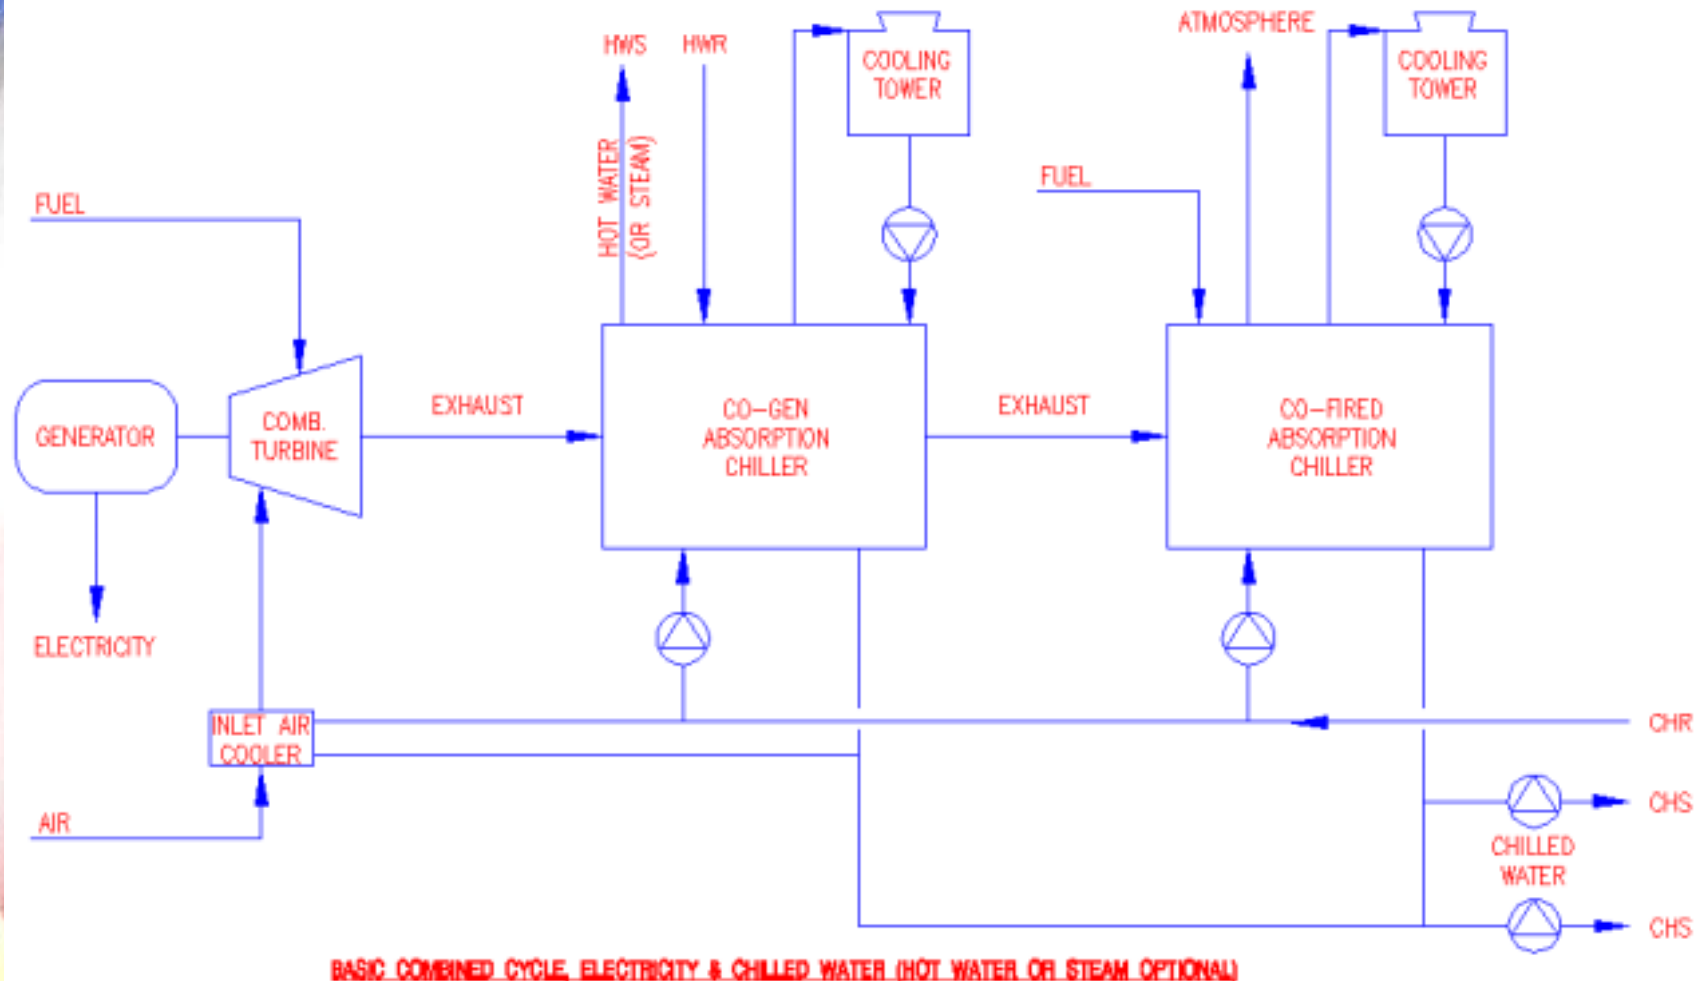 HWS
HWR
COOLING
TOWER
ATMOSPHERE
COOLING
TOWER
HOT WATER
(OR STEAM)
FUEL
FUEL
GENERATOR
COMB.
TURBINE
EXHAUST
CO-GEN
ABSORPTION
CHILLER
EXHAUST
CO-FIRED
ABSORPTION
CHILLER
ELECTRICITY
INLET AIR
COOLER
CHR
AIR
CHS
CHILLED
WATER
CHS
BASIC COMBINED CYCLE, ELECTRICITY & CHILLED WATER (HOT WATER OR STEAM OPTIONAL)